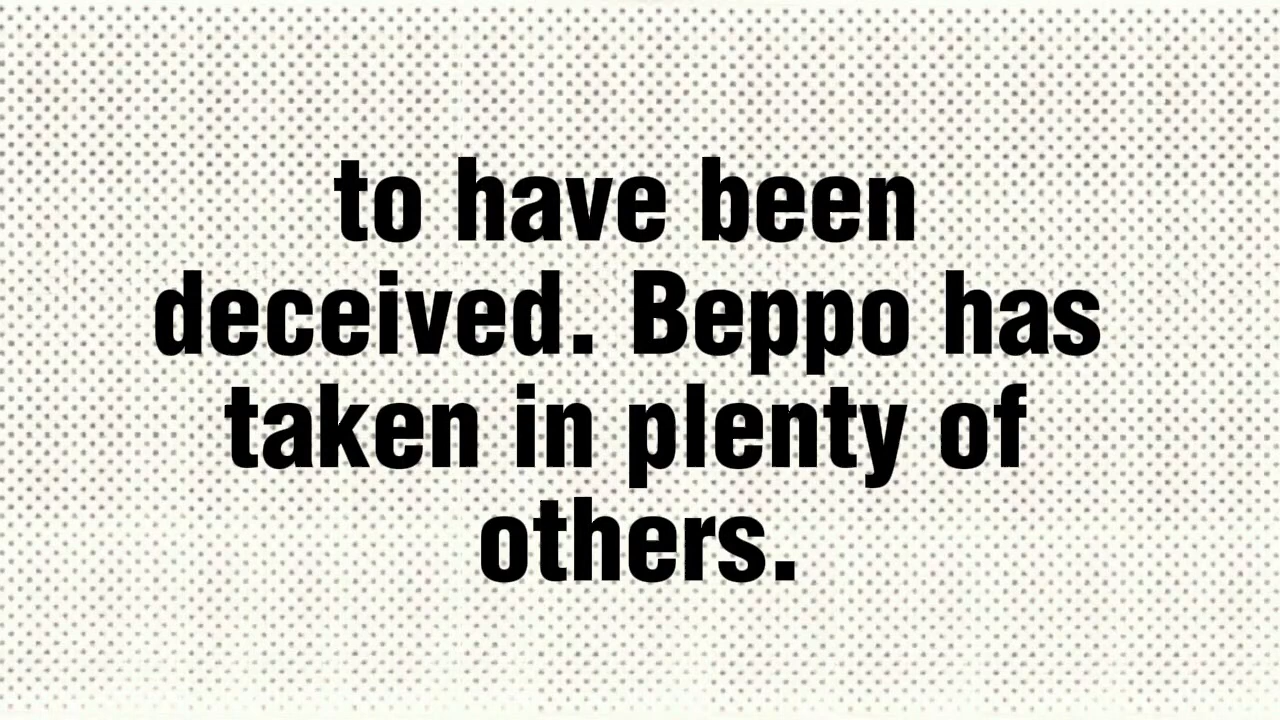 to have been
deceived. Beppo has
taken in plenty of
others.